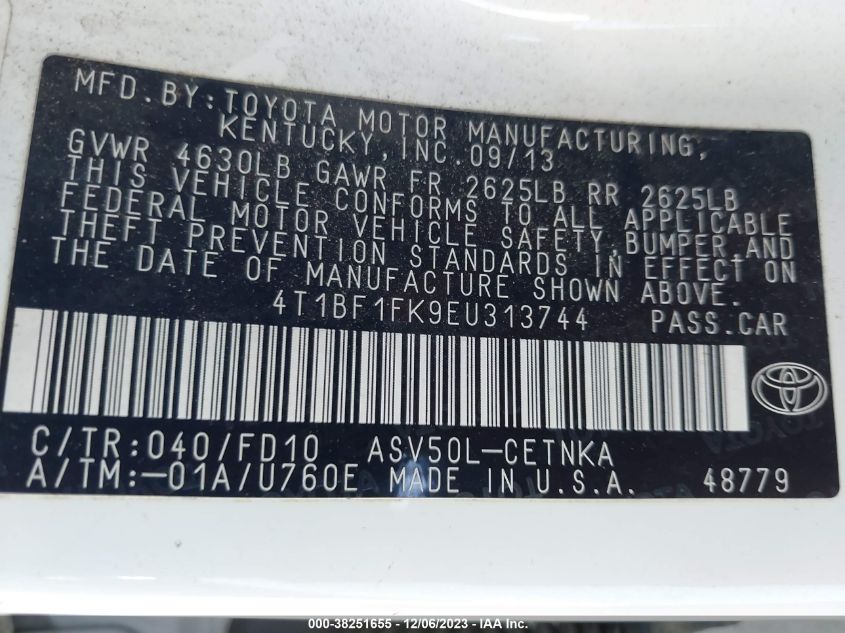 MFD.BY:TOYOTA MOTOR MANUFACTURING,
KENTUCKY,INC.09/13
GVWR 4630LB GAWR FR 2625LB RR 2625LB
THIS VEHICLE CONFORMS TO ALL APPLICABLE
FEDERAL MOTOR VEHICLE SAFETY,BUMPER,AND
THEFT PREVENTION STANDARDS IN EFFECT ON
THE DATE OF MANUFACTURE SHOWN ABOVE.
4T1BF1FK9EU313744 PASS.CAR
C/TR:040/FD10 ASV50L-CETNKA
A/TM:-01A/U760E MADE IN U.S.A. 48779
000-38251655 - 12/06/2023 - IAA Inc.